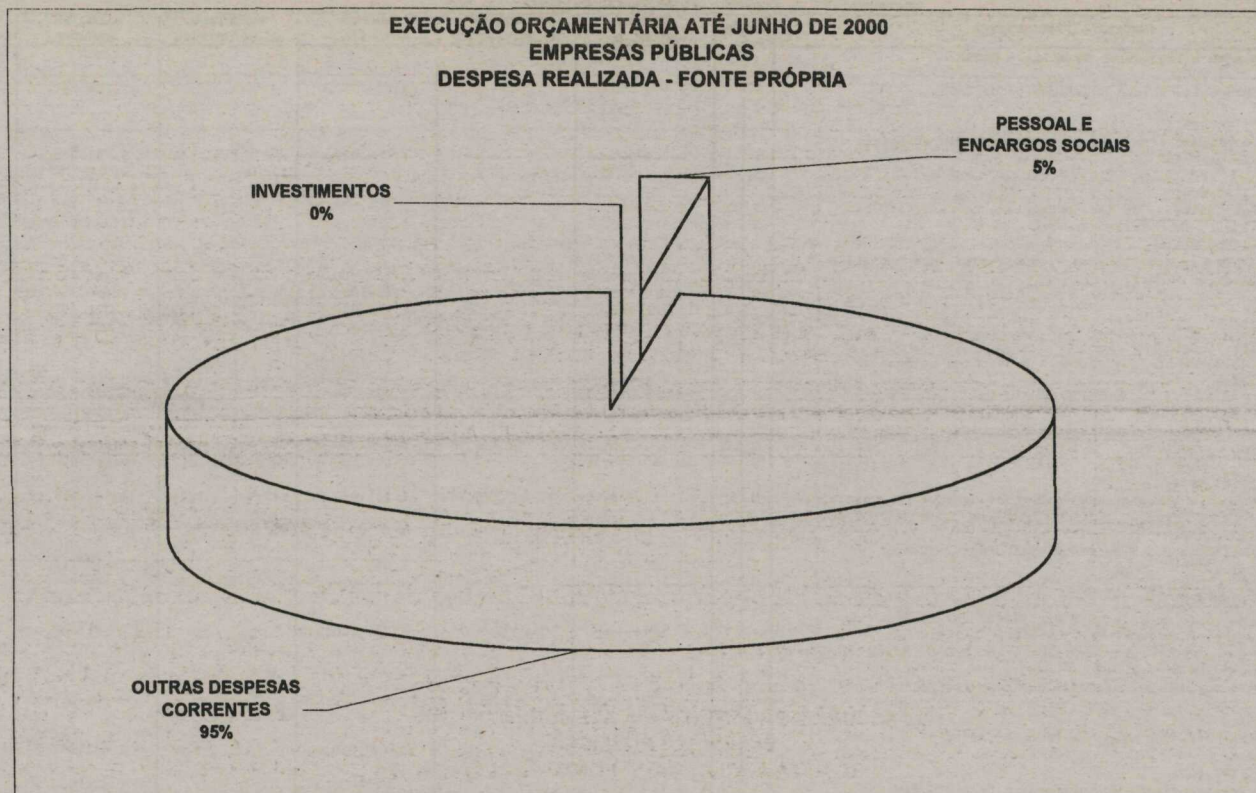 EXECUÇÃO ORÇAMENTÁRIA ATÉ JUNHO DE 2000
EMPRESAS PÚBLICAS
DESPESA REALIZADA - FONTE PRÓPRIA
PESSOAL E
ENCARGOS SOCIAIS
5%
INVESTIMENTOS
0%
OUTRAS DESPESAS
CORRENTES
95%